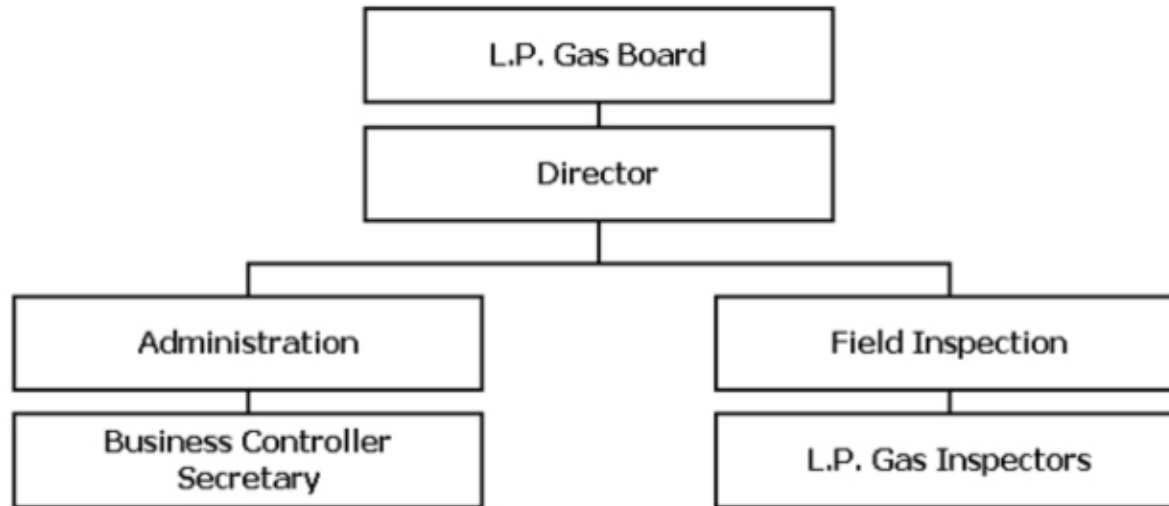 L.P. Gas Board
Director
Administration
Field Inspection
Business Controller
Secretary
L.P. Gas Inspectors